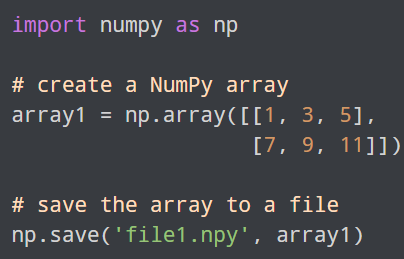 import numpy as np
# create a NumPy array
array1 = np.array([[1, 3, 5],
                   [7, 9, 11]])
# save the array to a file
np.save('file1.npy', array1)